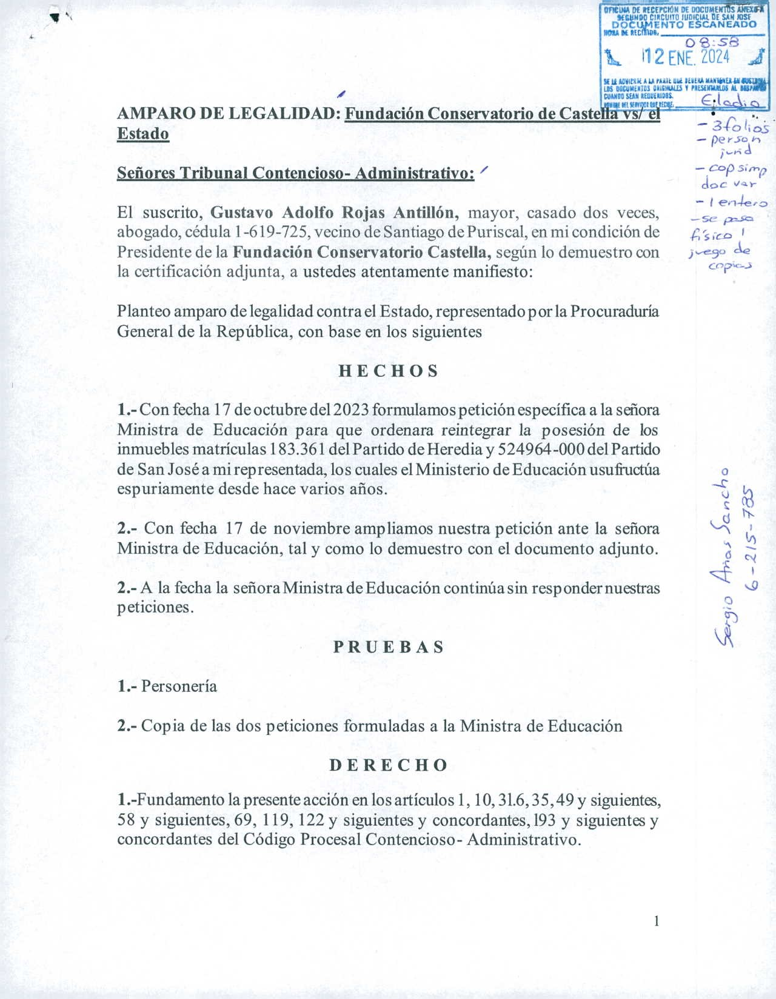 OFICINA DE RECEPCIÓN DE DOCUMENTOS ANEXO A
SEGUNDO CIRCUITO JUDICIAL DE SAN JOSE
DOCUMENTO ESCANEADO
HORA DE RECIBIDO.
08:58
12 ENE. 2024
SE LE ADVIERTE A LA PARTE QUE DEBERÁ MANTENER EN CUSTODIA
LOS DOCUMENTOS ORIGINALES Y PRESENTARLOS AL DESPACHO
CUANDO SEAN REQUERIDOS.
NOMBRE DEL SERVIDOR QUE RECIBE: Eladio
- 3 folios
- person
jurid
- cop simp
doc var
- 1 entero
- se pasa
físico 1
juego de
copias
AMPARO DE LEGALIDAD: Fundación Conservatorio de Castella vs/ el
Estado
Señores Tribunal Contencioso- Administrativo:
El suscrito, Gustavo Adolfo Rojas Antillón, mayor, casado dos veces,
abogado, cédula 1-619-725, vecino de Santiago de Puriscal, en mi condición de
Presidente de la Fundación Conservatorio Castella, según lo demuestro con
la certificación adjunta, a ustedes atentamente manifiesto:
Planteo amparo de legalidad contra el Estado, representado por la Procuraduría
General de la República, con base en los siguientes
H E C H O S
1.- Con fecha 17 de octubre del 2023 formulamos petición específica a la señora
Ministra de Educación para que ordenara reintegrar la posesión de los
inmuebles matrículas 183.361 del Partido de Heredia y 524964-000 del Partido
de San José a mi representada, los cuales el Ministerio de Educación usufructúa
espuriamente desde hace varios años.
2.- Con fecha 17 de noviembre ampliamos nuestra petición ante la señora
Ministra de Educación, tal y como lo demuestro con el documento adjunto.
2.- A la fecha la señora Ministra de Educación continúa sin responder nuestras
peticiones.
P R U E B A S
1.- Personería
2.- Copia de las dos peticiones formuladas a la Ministra de Educación
D E R E C H O
1.-Fundamento la presente acción en los artículos 1, 10, 31.6, 35, 49 y siguientes,
58 y siguientes, 69, 119, 122 y siguientes y concordantes, 193 y siguientes y
concordantes del Código Procesal Contencioso- Administrativo.
1
Sergio Arias Sancho
6-215-785